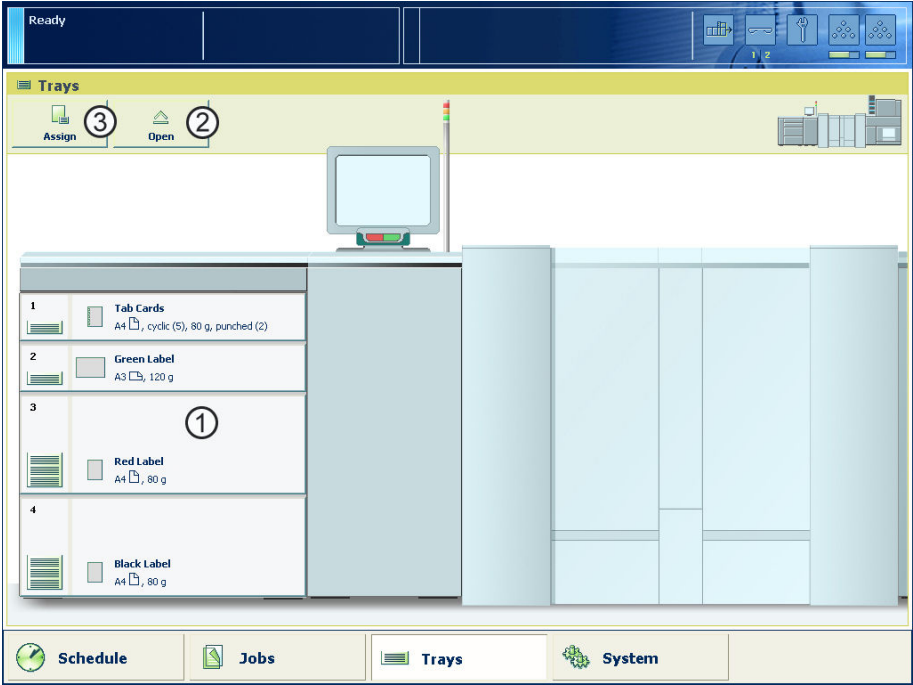 Ready
1 2
Trays
Assign
3
Open
2
1
Tab Cards
A4 , cyclic (5), 80 g, punched (2)
2
Green Label
A3 , 120 g
3
1
Red Label
A4 , 80 g
4
Black Label
A4 , 80 g
Schedule
Jobs
Trays
System